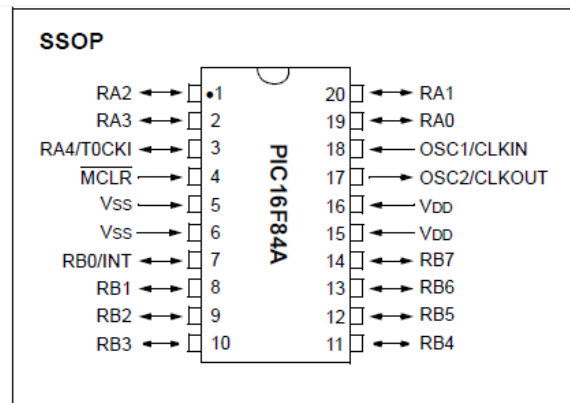 SSOP
RA2 •1 20 RA1
RA3 2 19 RA0
RA4/T0CKI 3 18 OSC1/CLKIN
MCLR 4 17 OSC2/CLKOUT
VSS 5 16 VDD
VSS 6 15 VDD
RB0/INT 7 14 RB7
RB1 8 13 RB6
RB2 9 12 RB5
RB3 10 11 RB4
PIC16F84A